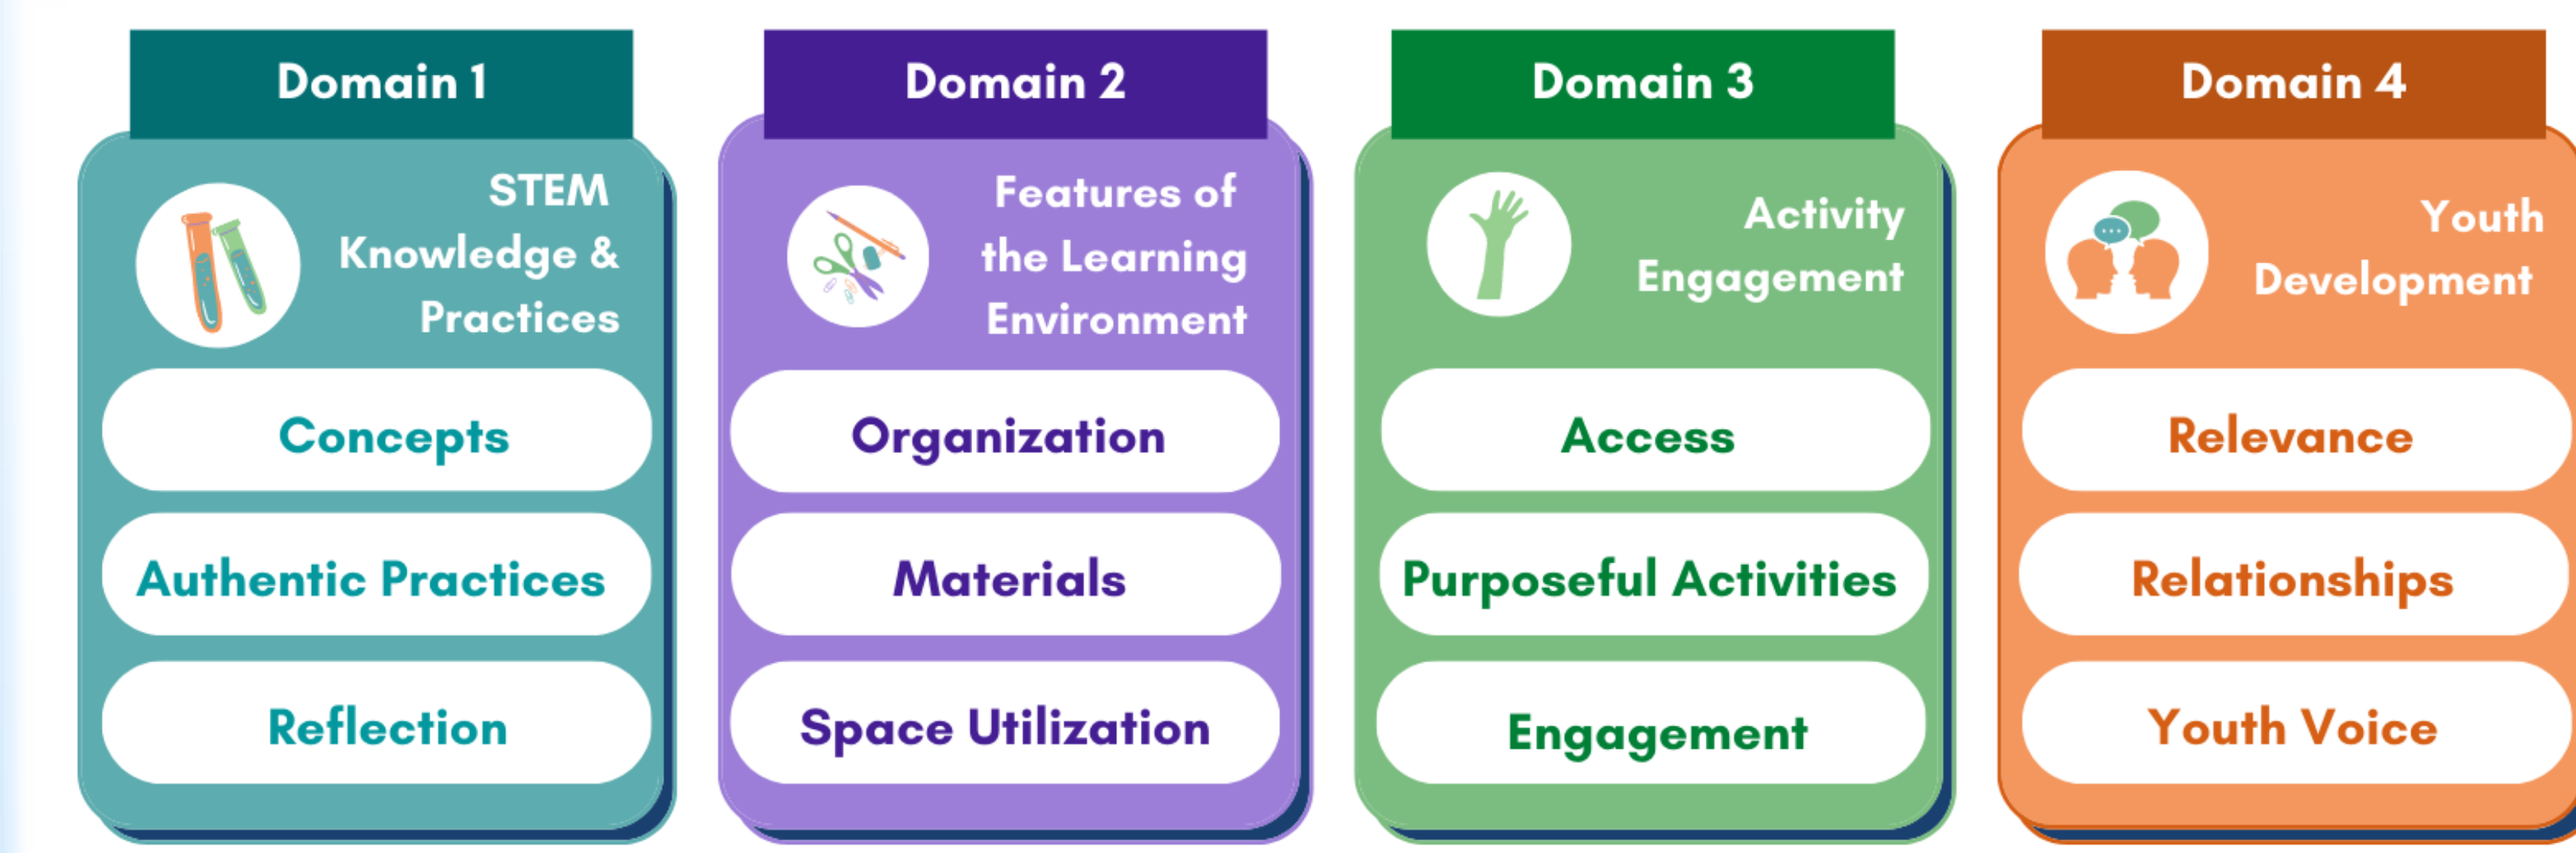 Domain 1
STEM
Knowledge &
Practices
Concepts
Authentic Practices
Reflection
Domain 2
Features of
the Learning
Environment
Organization
Materials
Space Utilization
Domain 3
Activity
Engagement
Access
Purposeful Activities
Engagement
Domain 4
Youth
Development
Relevance
Relationships
Youth Voice